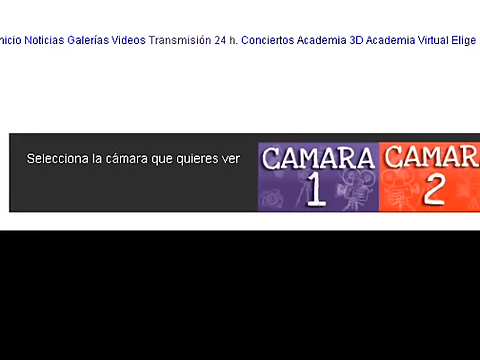 nicio Noticias Galerías Videos Transmisión 24 h. Conciertos Academia 3D Academia Virtual Elige
Selecciona la cámara que quieres ver
CAMARA 1
CAMAR 2